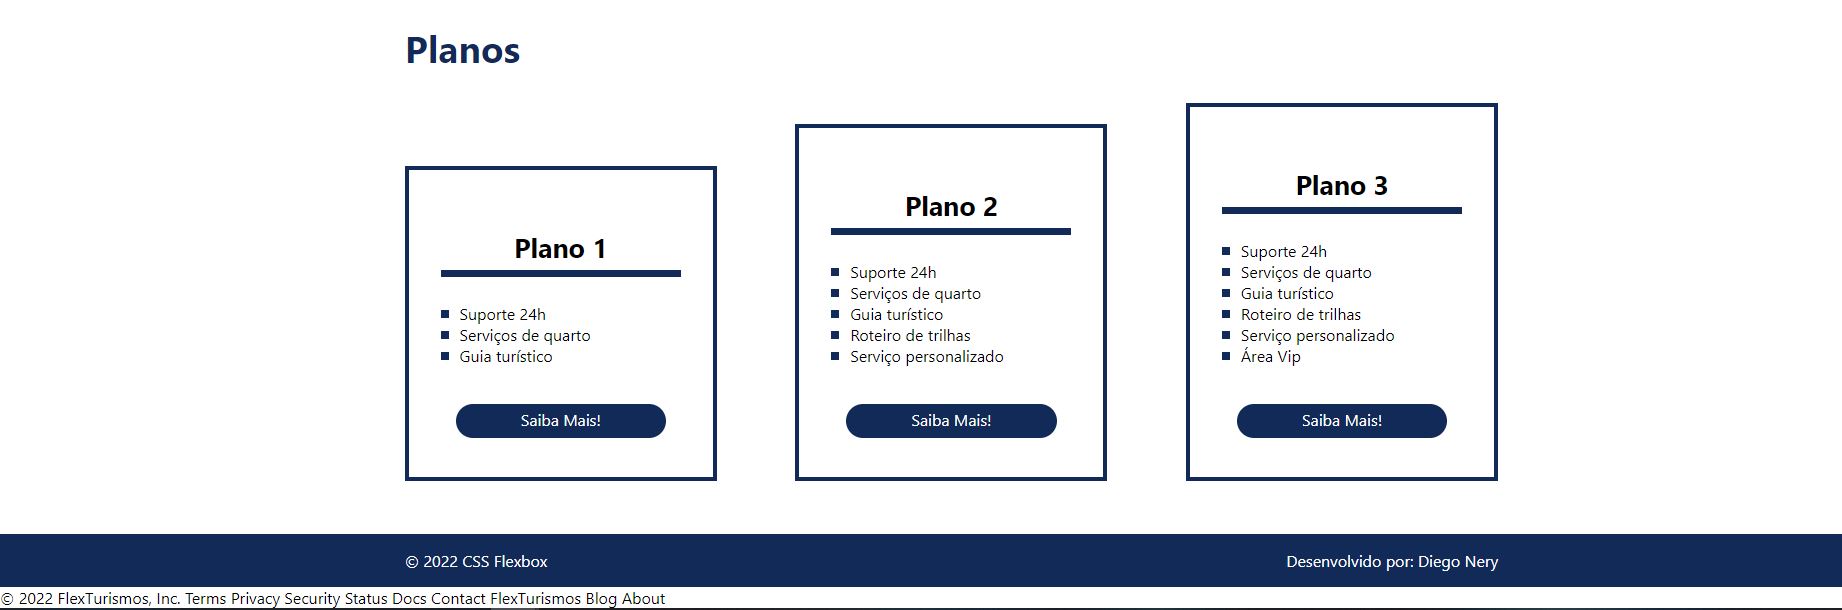 Planos
Plano 1
Suporte 24h
Serviços de quarto
Guia turístico
Saiba Mais!
Plano 2
Suporte 24h
Serviços de quarto
Guia turístico
Roteiro de trilhas
Serviço personalizado
Saiba Mais!
Plano 3
Suporte 24h
Serviços de quarto
Guia turístico
Roteiro de trilhas
Serviço personalizado
Área Vip
Saiba Mais!
© 2022 CSS Flexbox
Desenvolvido por: Diego Nery
© 2022 FlexTurismos, Inc. Terms Privacy Security Status Docs Contact FlexTurismos Blog About